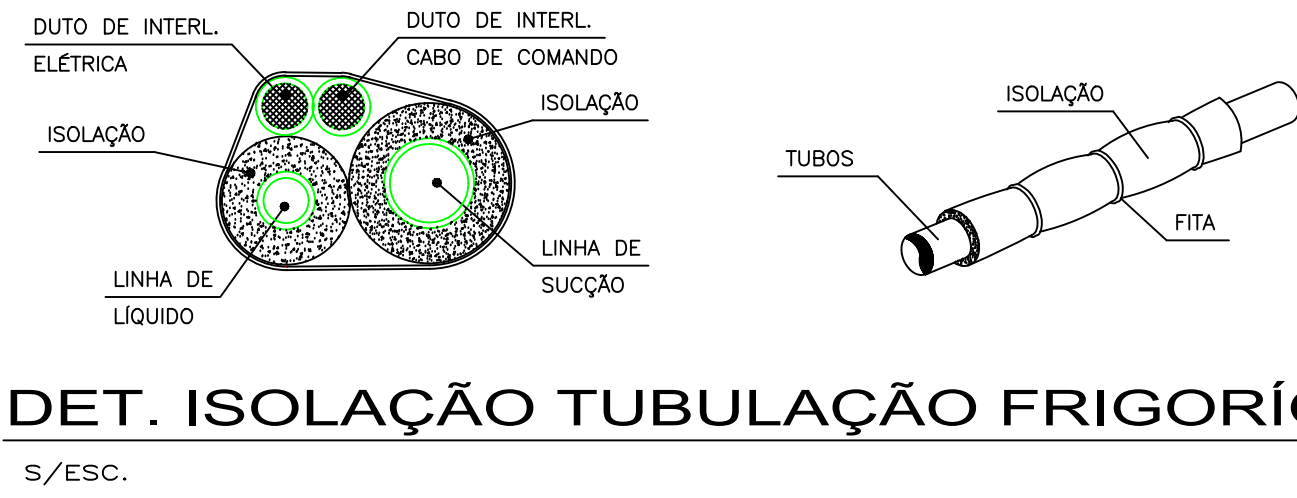 DUTO DE INTERL.
ELÉTRICA
DUTO DE INTERL.
CABO DE COMANDO
ISOLAÇÃO
ISOLAÇÃO
LINHA DE
LÍQUIDO
LINHA DE
SUCÇÃO
ISOLAÇÃO
TUBOS
FITA
DET. ISOLAÇÃO TUBULAÇÃO
S/ESC.